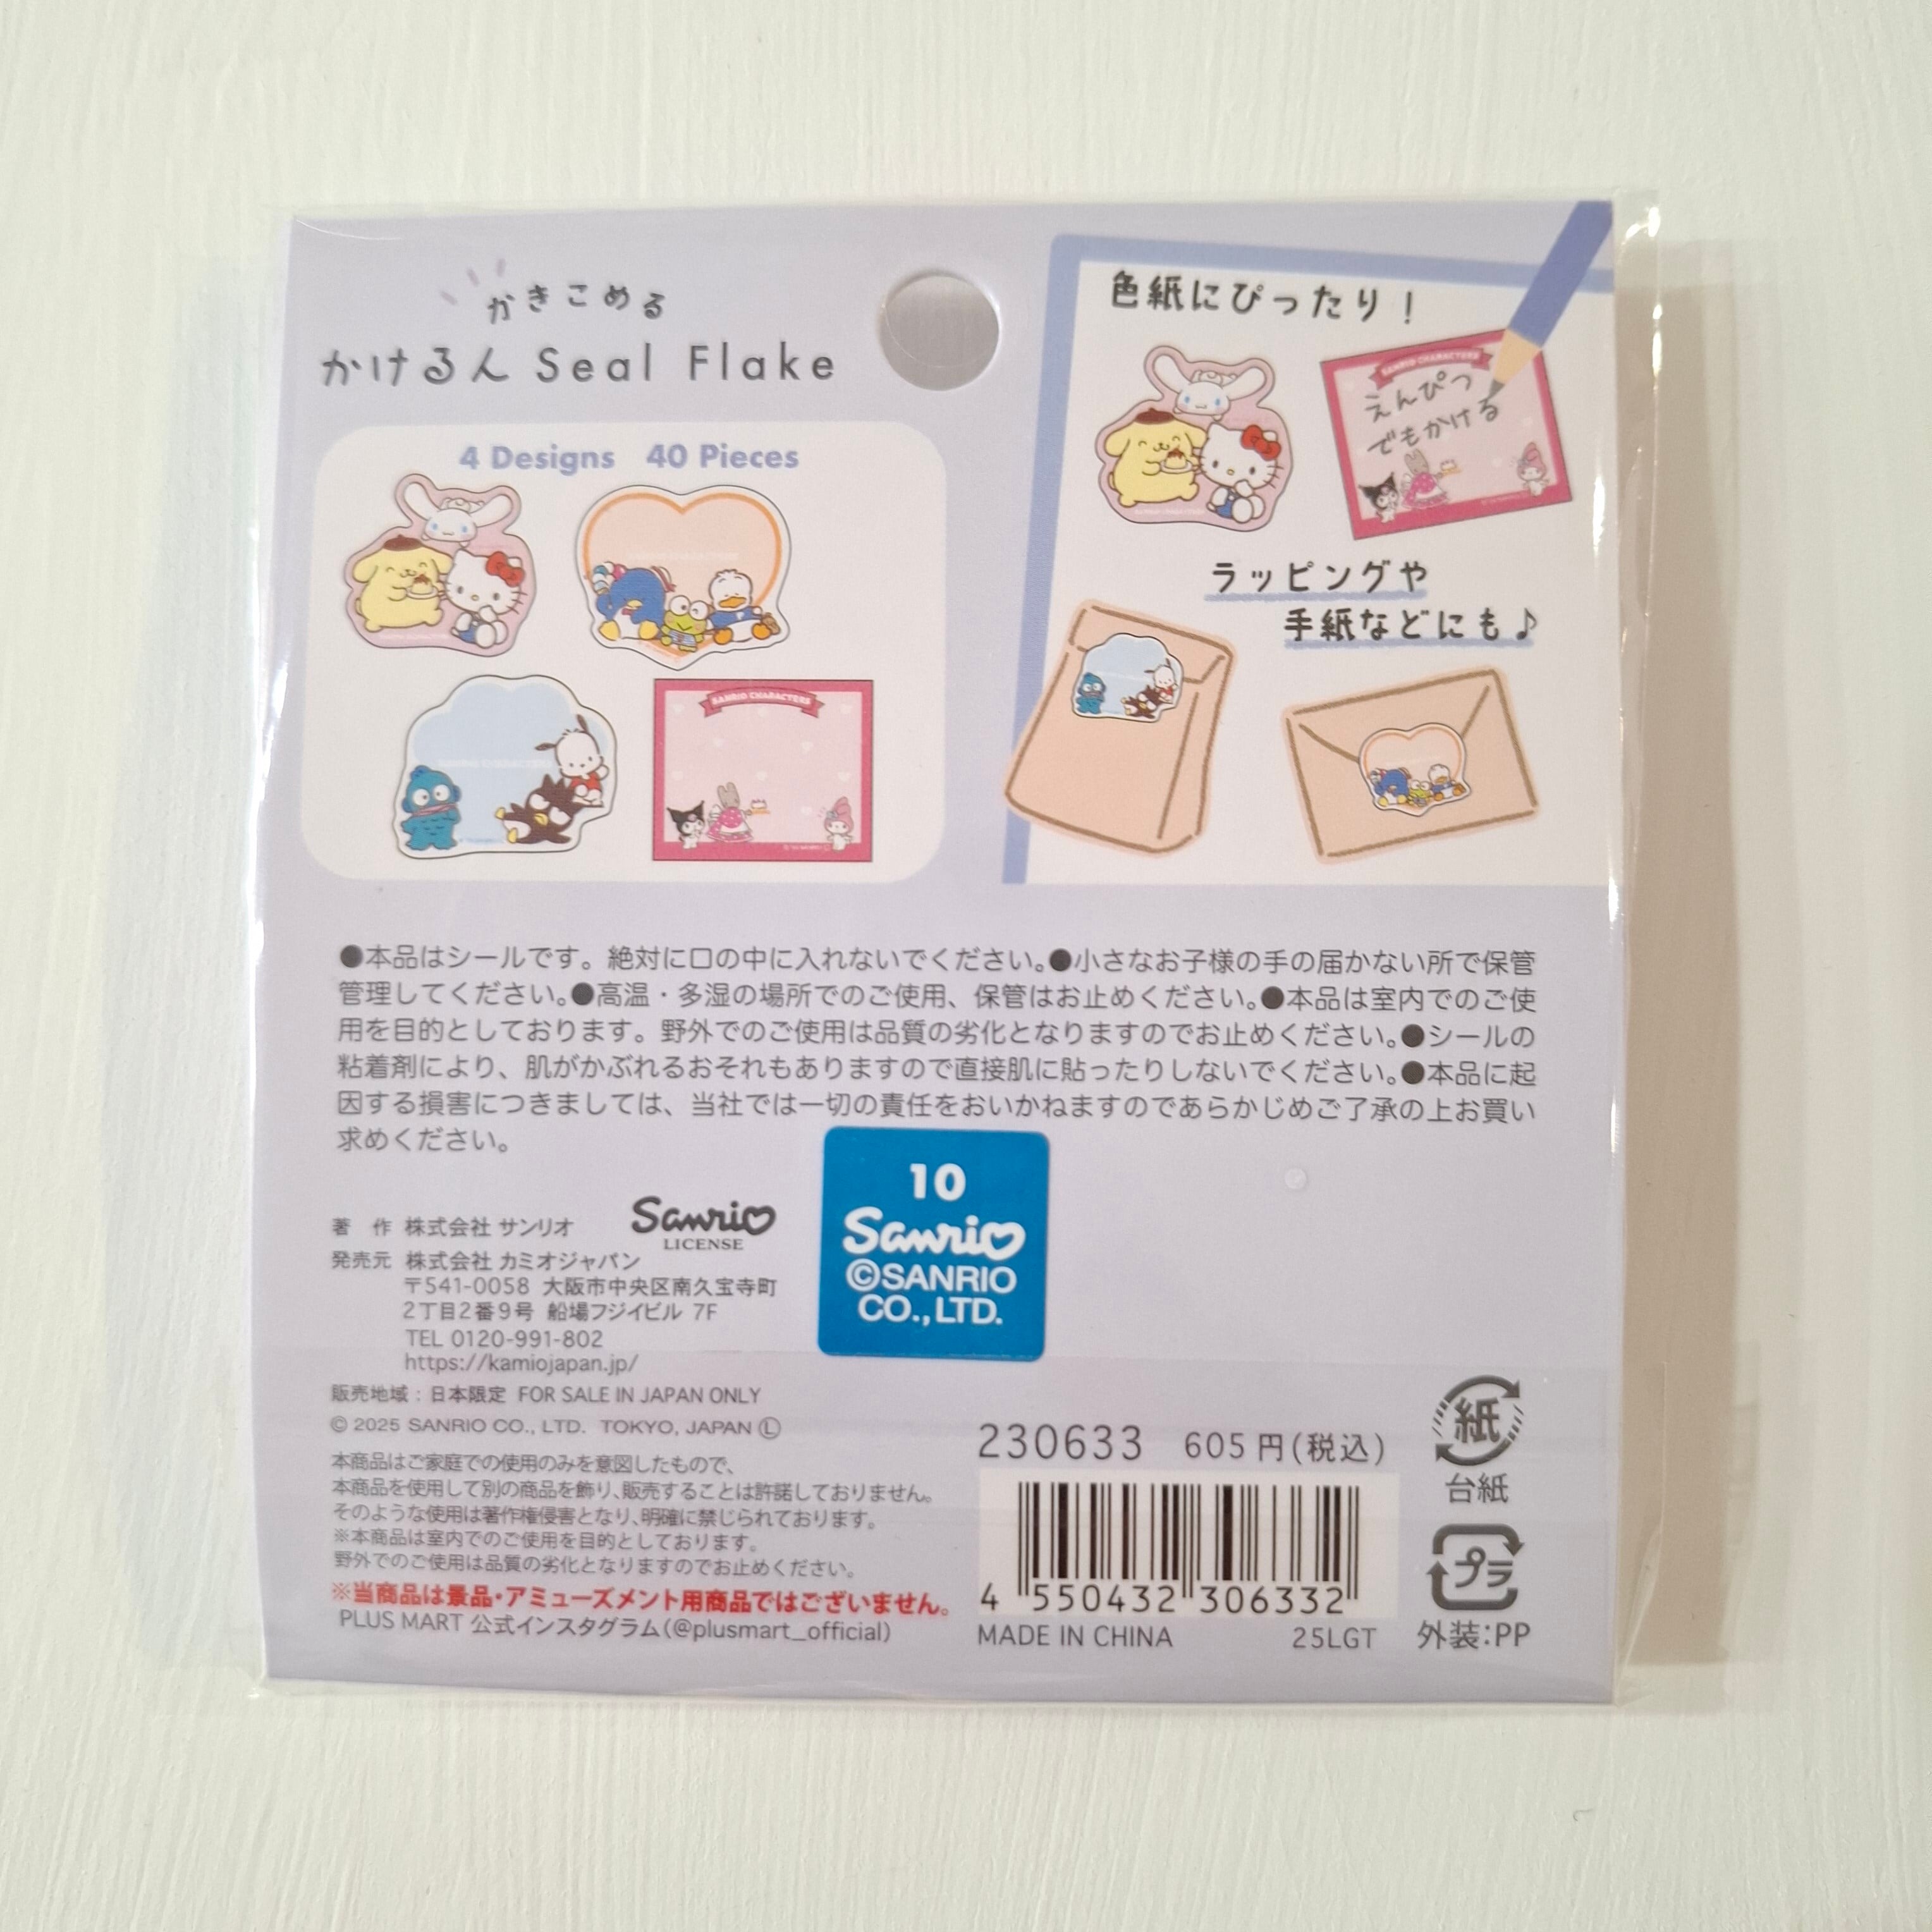 かきこめる
かけるん Seal Flake
4 Designs 40 Pieces
SANRIO CHARACTERS
色紙にぴったり!
SANRIO CHARACTERS
えんぴつ
でもかける
ラッピングや
手紙などにも♪
●本品はシールです。絶対に口の中に入れないでください。●小さなお子様の手の届かない所で保管
管理してください。●高温・多湿の場所でのご使用、保管はお止めください。●本品は室内でのご使
用を目的としております。野外でのご使用は品質の劣化となりますのでお止めください。●シールの
粘着剤により、肌がかぶれるおそれもありますので直接肌に貼ったりしないでください。●本品に起
因する損害につきましては、当社では一切の責任をおいかねますのであらかじめご了承の上お買い
求めください。
著 作 株式会社 サンリオ
Sanrio
LICENSE
発売元 株式会社 カミオジャパン
〒541-0058 大阪市中央区南久宝寺町
2丁目2番9号 船場フジイビル 7F
TEL 0120-991-802
https://kamiojapan.jp/
販売地域:日本限定 FOR SALE IN JAPAN ONLY
© 2025 SANRIO CO., LTD. TOKYO, JAPAN Ⓛ
10
Sanrio
©SANRIO
CO., LTD.
本商品はご家庭での使用のみを意図したもので、
本商品を使用して別の商品を飾り、販売することは許諾しておりません。
そのような使用は著作権侵害となり、明確に禁じられております。
※本商品は室内でのご使用を目的としております。
野外でのご使用は品質の劣化となりますのでお止めください。
※当商品は景品・アミューズメント用商品ではございません。
PLUS MART 公式インスタグラム(@plusmart_official)
230633 605円(税込)
4 550432 306332
MADE IN CHINA 25LGT
紙
台紙
プラ
外装:PP